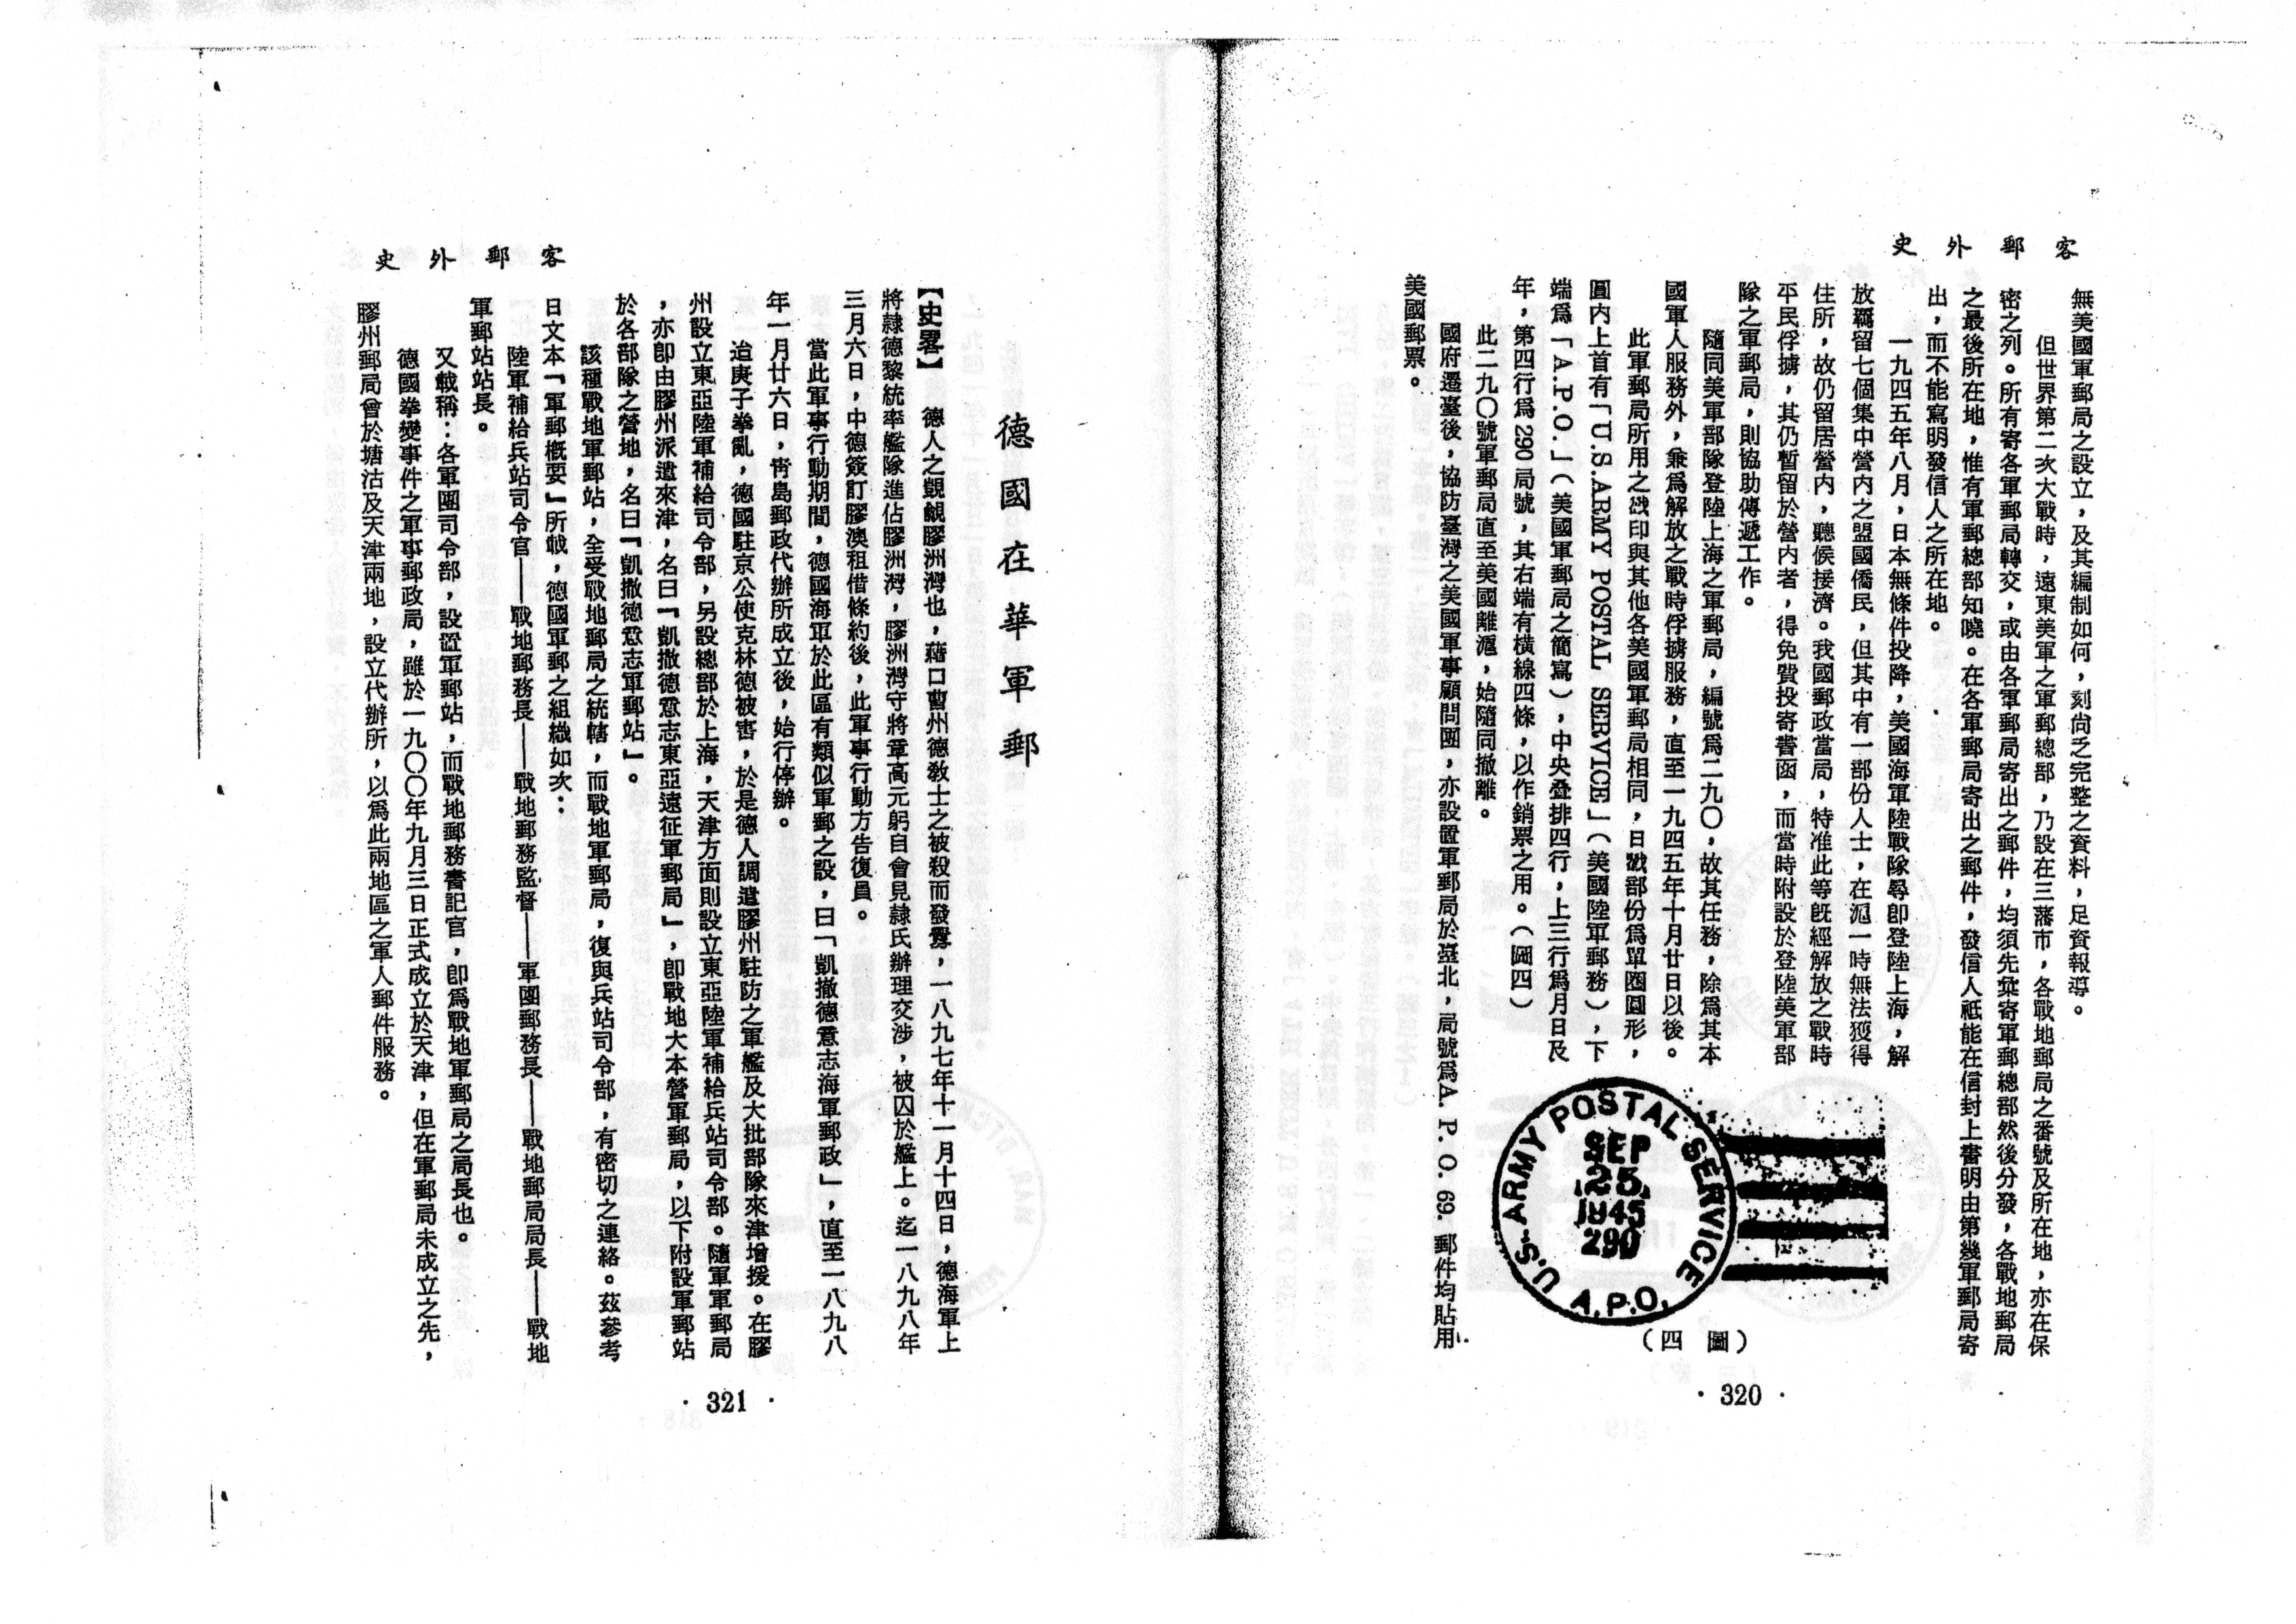 客郵外史
無美國軍郵局之設立，及其編制如何，刻尚乏完整之資料，足資報導。
但世界第二次大戰時，遠東美軍之軍郵總部，乃設在三藩市，各戰地郵局之番號及所在地，亦在保
密之列。所有寄各軍郵局轉交，或由各軍郵局寄出之郵件，均須先彙寄軍郵總部然後分發，各戰地郵局
之最後所在地，惟有軍郵總部知曉。在各軍郵局寄出之郵件，發信人祇能在信封上書明由第幾軍郵局寄
出，而不能寫明發信人之所在地。
一九四五年八月，日本無條件投降，美國海軍陸戰隊尋卽登陸上海，解
放羈留七個集中營內之盟國僑民，但其中有一部份人士，在滬一時無法獲得
住所，故仍留居營內，聽候接濟。我國郵政當局，特准此等旣經解放之戰時
平民俘擄，其仍暫留於營內者，得免費投寄書函，而當時附設於登陸美軍部
隊之軍郵局，則協助傳遞工作。
隨同美軍部隊登陸上海之軍郵局，編號爲二九〇，故其任務，除爲其本
國軍人服務外，兼爲解放之戰時俘擄服務，直至一九四五年十月廿日以後。
此軍郵局所用之戳印與其他各美國軍郵局相同，日戳部份爲單圈圓形，
圓內上首有「U.S.ARMY POSTAL SERVICE」（美國陸軍郵務），下
端爲「A.P.O.」（美國軍郵局之簡寫），中央叠排四行，上三行爲月日及
年，第四行爲290局號，其右端有橫線四條，以作銷票之用。（圖四）
此二九〇號軍郵局直至美國離滬，始隨同撤離。
國府遷臺後，協防臺灣之美國軍事顧問團，亦設置軍郵局於臺北，局號爲A. P. O. 69. 郵件均貼用
美國郵票。
U.S. ARMY POSTAL SERVICE
SEP
25
1945
290
A.P.O.
（圖四）
· 320 ·
客郵外史
德國在華軍郵
【史畧】　德人之覬覦膠洲灣也，藉口曹州德敎士之被殺而發釁，一八九七年十一月十四日，德海軍上
將隷德黎統率艦隊進佔膠洲灣，膠洲灣守將章高元躬自會見隷氏辦理交涉，被囚於艦上。迄一八九八年
三月六日，中德簽訂膠澳租借條約後，此軍事行動方告復員。
當此軍事行動期間，德國海軍於此區有類似軍郵之設，曰「凱撤德意志海軍郵政」，直至一八九八
年一月廿六日，青島郵政代辦所成立後，始行停辦。
迨庚子拳亂，德國駐京公使克林德被害，於是德人調遣膠州駐防之軍艦及大批部隊來津增援。在膠
州設立東亞陸軍補給司令部，另設總部於上海，天津方面則設立東亞陸軍補給兵站司令部。隨軍軍郵局
，亦卽由膠州派遣來津，名曰「凱撤德意志東亞遠征軍郵局」，卽戰地大本營軍郵局，以下附設軍郵站
於各部隊之營地，名曰「凱撒德意志軍郵站」。
該種戰地軍郵站，全受戰地郵局之統轄，而戰地軍郵局，復與兵站司令部，有密切之連絡。茲參考
日文本「軍郵概要」所載，德國軍郵之組織如次：
陸軍補給兵站司令官——戰地郵務長——戰地郵務監督——軍團郵務長——戰地郵局局長——戰地
軍郵站站長。
又載稱：各軍團司令部，設置軍郵站，而戰地郵務書記官，卽爲戰地軍郵局之局長也。
德國拳變事件之軍事郵政局，雖於一九〇〇年九月三日正式成立於天津，但在軍郵局未成立之先，
膠州郵局曾於塘沽及天津兩地，設立代辦所，以爲此兩地區之軍人郵件服務。
· 321 ·